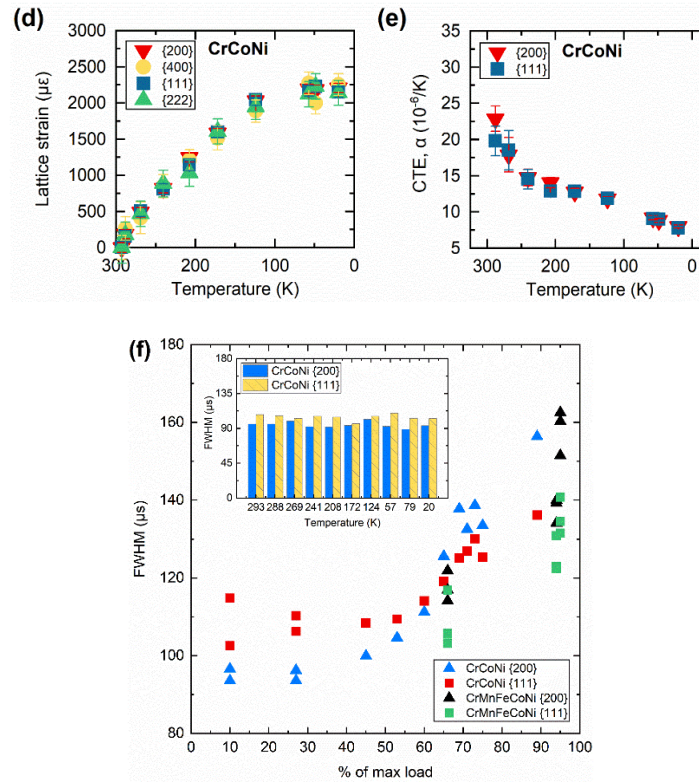 (d)
CrCoNi
{200}
{400}
{111}
{222}
Lattice strain (µε)
3000
2500
2000
1500
1000
500
0
300
200
100
0
Temperature (K)
(e)
CrCoNi
{200}
{111}
CTE, α (10⁻⁶/K)
35
30
25
20
15
10
5
300
200
100
0
Temperature (K)
(f)
FWHM (µs)
180
160
140
120
100
80
0 10 20 30 40 50 60 70 80 90 100
% of max load
CrCoNi {200}
CrCoNi {111}
FWHM (µs)
180
135
90
45
0
293 288 269 241 208 172 124 57 79 20
Temperature (K)
CrCoNi {200}
CrCoNi {111}
CrMnFeCoNi {200}
CrMnFeCoNi {111}